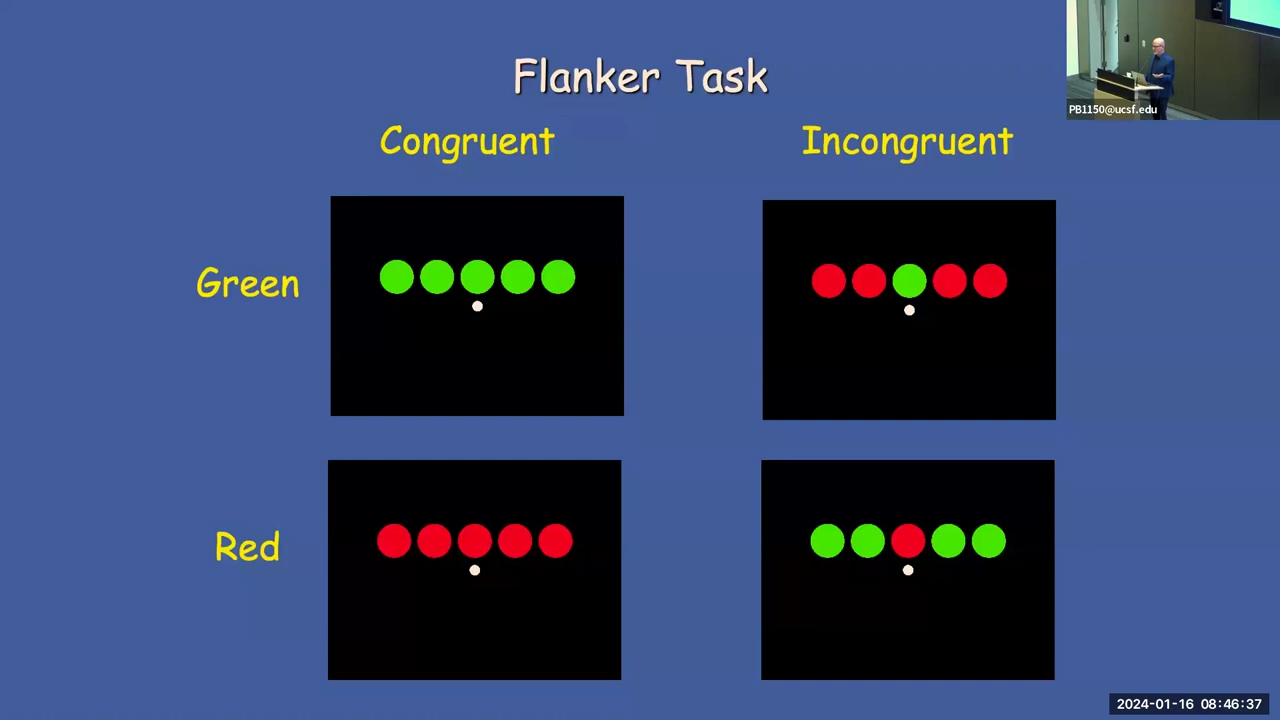 Flanker Task
Congruent
Incongruent
PB1150@ucsf.edu
Green
Red
2024-01-16 08:46:37